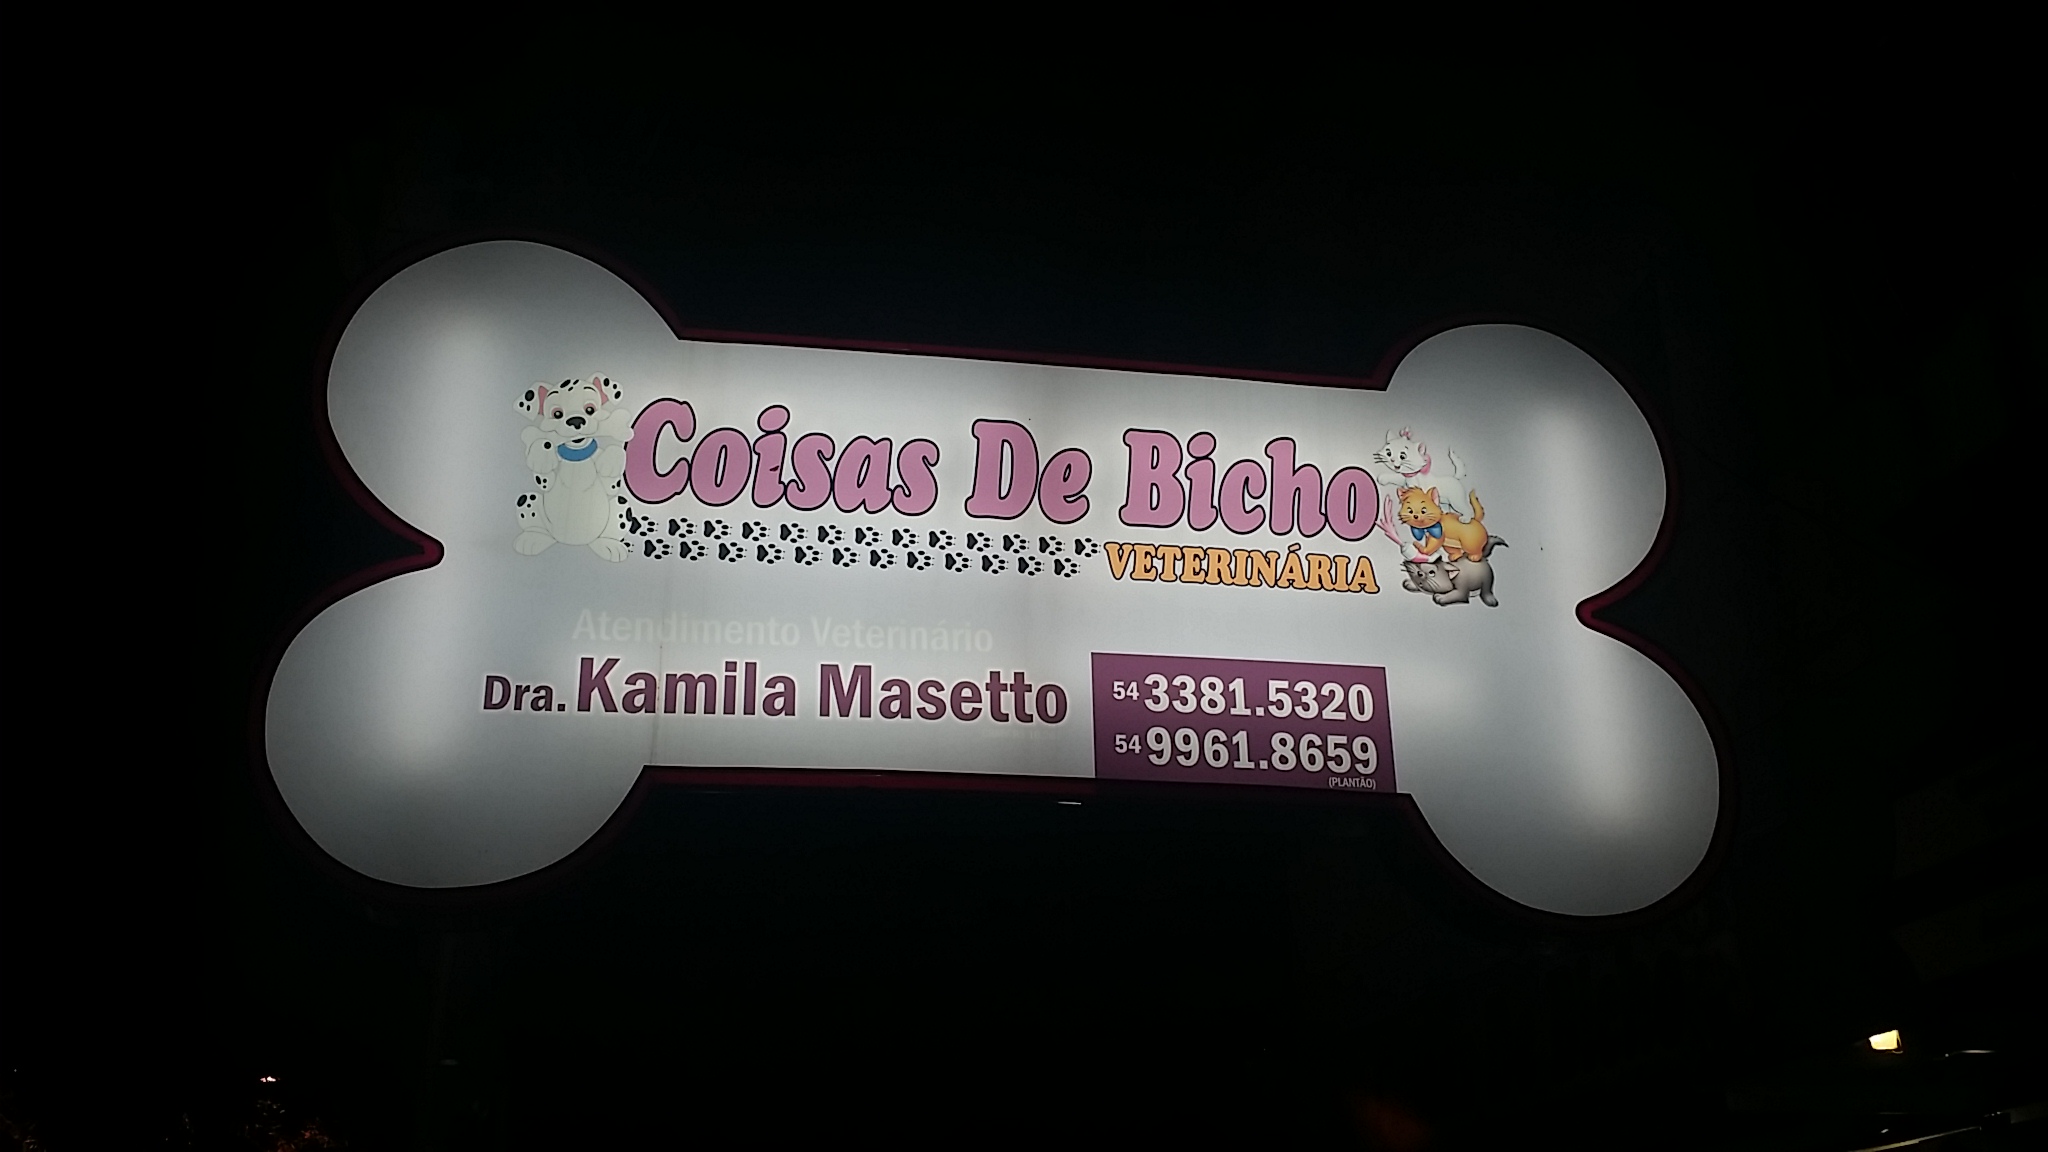 Coisas De Bicho
VETERINÁRIA
Atendimento Veterinário
Dra. Kamila Masetto
54 3381.5320
54 9961.8659
(PLANTÃO)